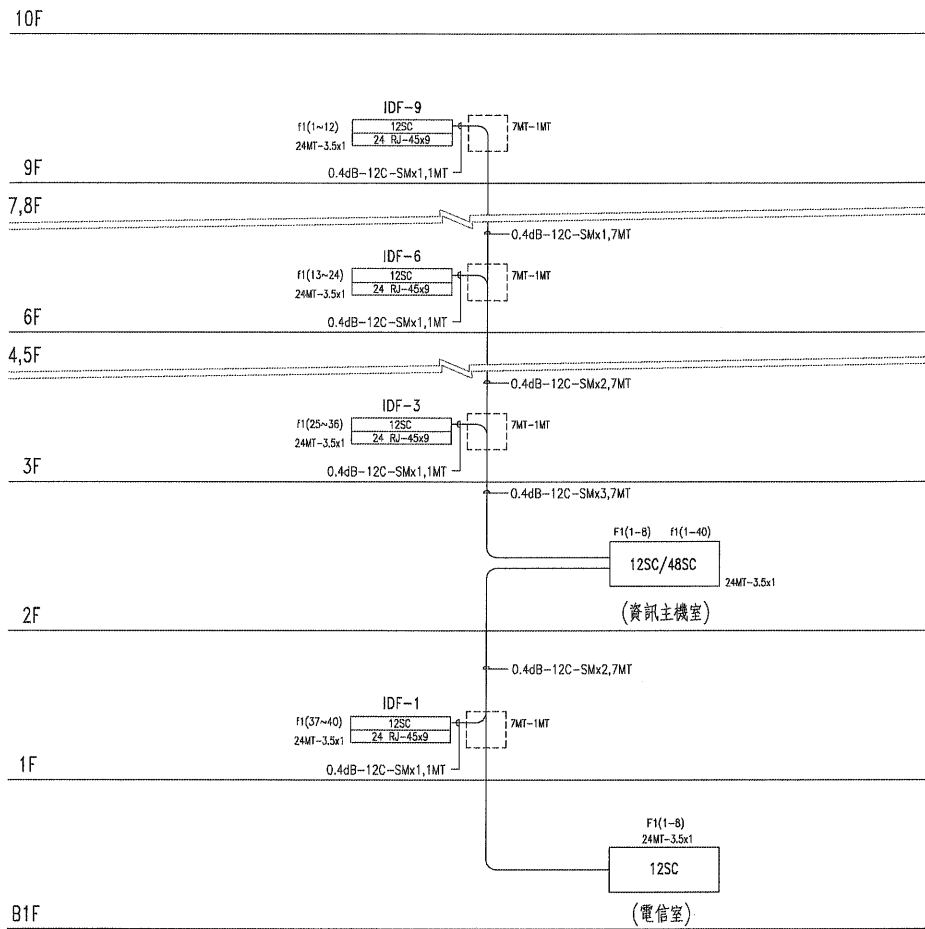 10F
IDF-9
f1(1~12)
12SC
7MT-1MT
24MT-3.5x1
24 RJ-45x9
0.4dB-12C-SMx1,1MT
9F
7,8F
0.4dB-12C-SMx1,7MT
IDF-6
f1(13~24)
12SC
7MT-1MT
24MT-3.5x1
24 RJ-45x9
0.4dB-12C-SMx1,1MT
6F
4,5F
0.4dB-12C-SMx2,7MT
IDF-3
f1(25~36)
12SC
7MT-1MT
24MT-3.5x1
24 RJ-45x9
0.4dB-12C-SMx1,1MT
3F
0.4dB-12C-SMx3,7MT
F1(1-8) f1(1-40)
12SC/48SC
24MT-3.5x1
(資訊主機室)
2F
0.4dB-12C-SMx2,7MT
IDF-1
f1(37~40)
12SC
7MT-1MT
24MT-3.5x1
24 RJ-45x9
0.4dB-12C-SMx1,1MT
1F
F1(1-8)
24MT-3.5x1
12SC
(電信室)
B1F